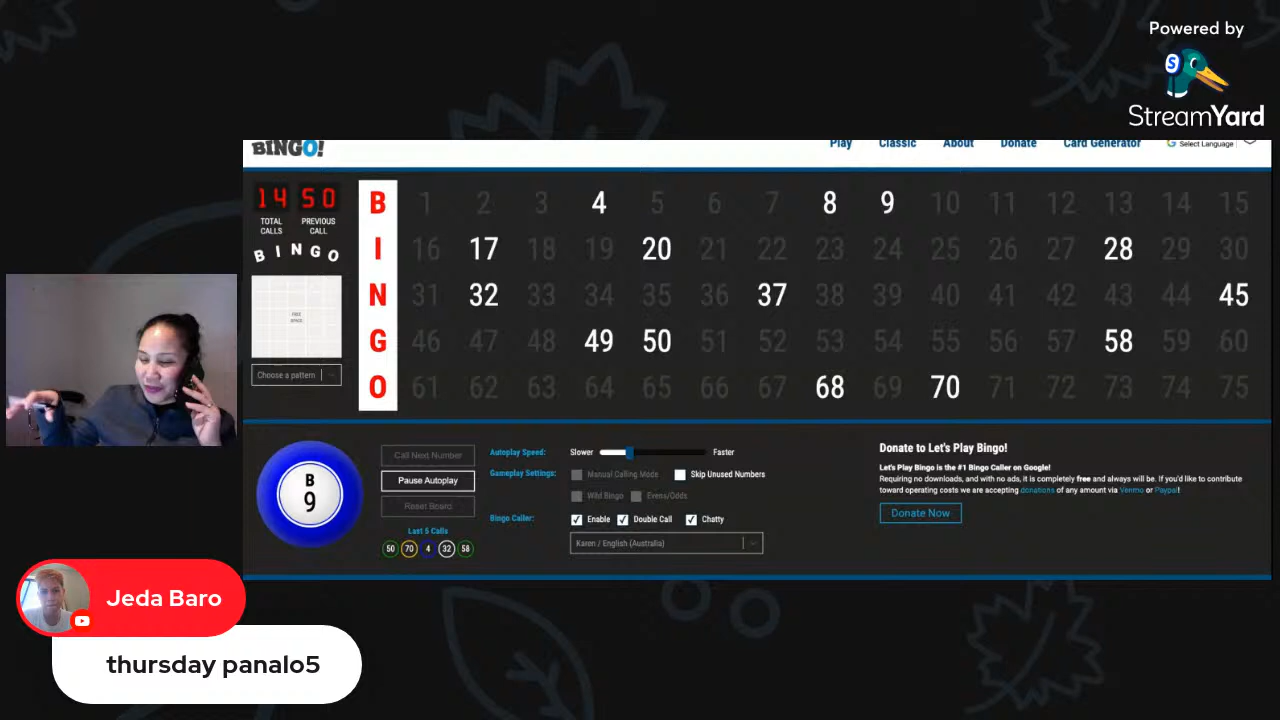 Powered by
StreamYard
BINGO!
Play Classic About Donate Card Generator Select Language
14 50
TOTAL CALLS
PREVIOUS CALL
BINGO
FREE SPACE
Choose a pattern
B 1 2 3 4 5 6 7 8 9 10 11 12 13 14 15
I 16 17 18 19 20 21 22 23 24 25 26 27 28 29 30
N 31 32 33 34 35 36 37 38 39 40 41 42 43 44 45
G 46 47 48 49 50 51 52 53 54 55 56 57 58 59 60
O 61 62 63 64 65 66 67 68 69 70 71 72 73 74 75
B
9
Call Next Number
Pause Autoplay
Reset Board
Last 5 Calls
50 70 4 32 58
Autoplay Speed: Slower Faster
Gameplay Settings: Manual Calling Mode Skip Unused Numbers
Wild Bingo Evens/Odds
Bingo Caller: Enable Double Call Chatty
Karen / English (Australia)
Donate to Let's Play Bingo!
Let's Play Bingo is the #1 Bingo Caller on Google!
Requiring no downloads, and with no ads, it is completely free and always will be. If you'd like to contribute
toward operating costs we are accepting donations of any amount via Venmo or Paypal!
Donate Now
Jeda Baro
thursday panalo5